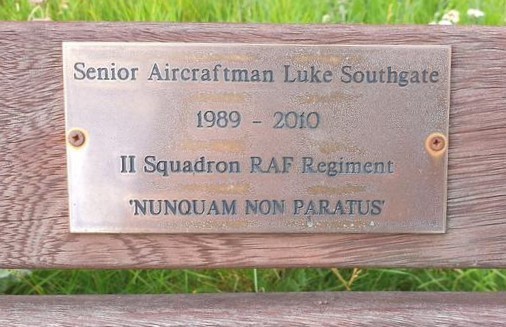 Senior Aircraftman Luke Southgate
1989 - 2010
II Squadron RAF Regiment
'NUNQUAM NON PARATUS'